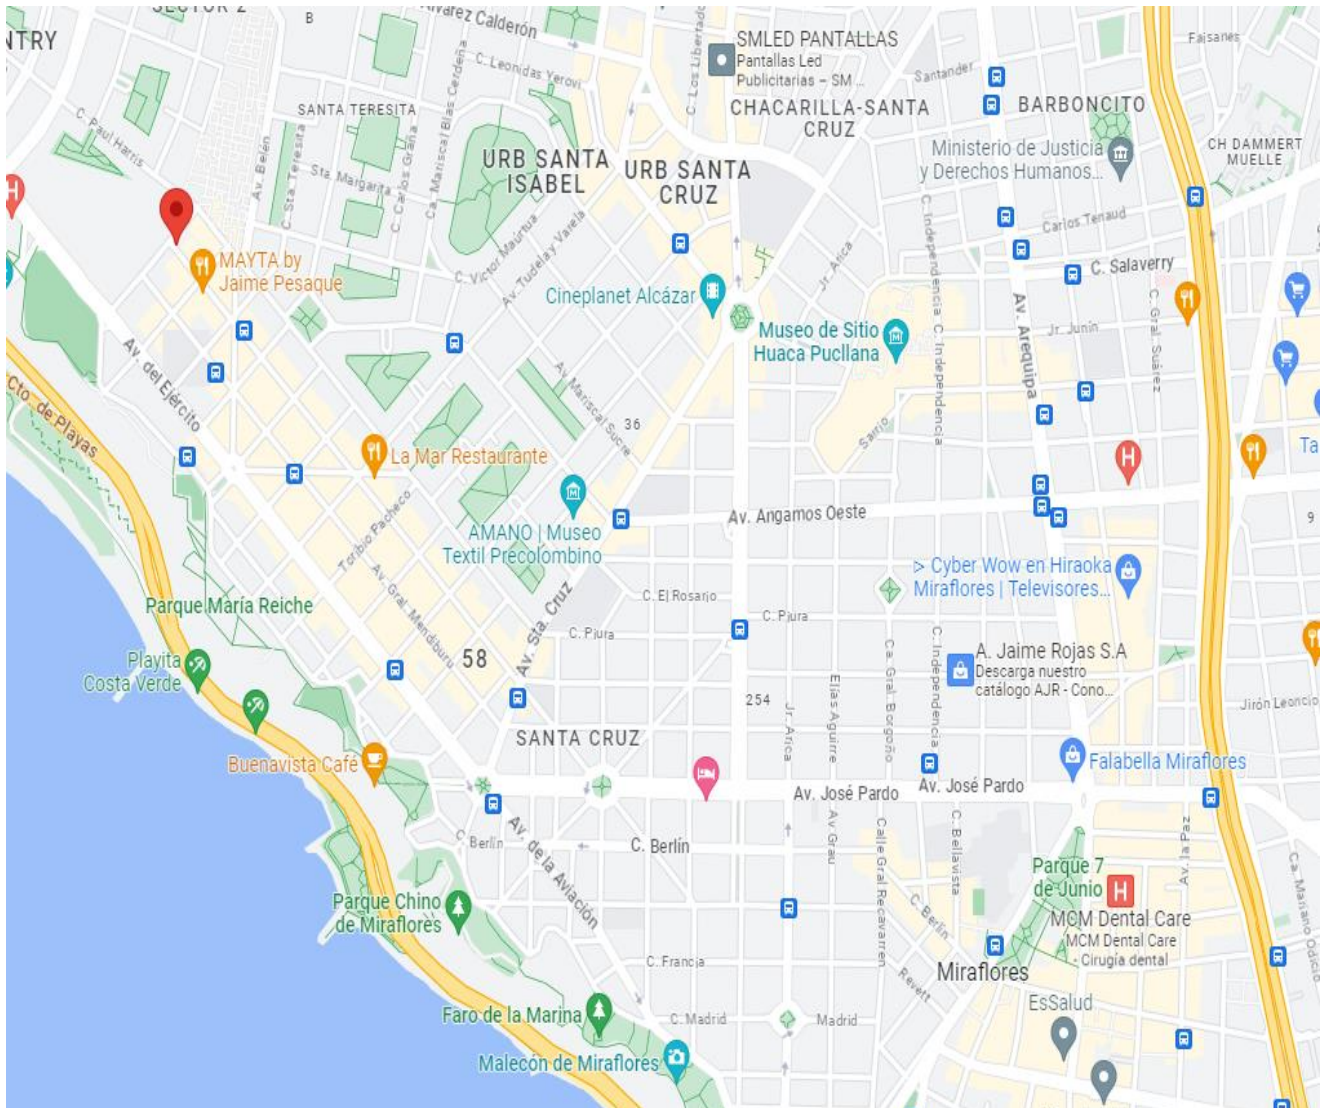 SECTOR 2
B
Alvarez Calderón
NTRY
C. Leonidas Yerovi
C. Los Libertado
SMLED PANTALLAS
Pantallas Led
Publicitarias – SM ...
Santander
Faisanes
SANTA TERESITA
CHACARILLA-SANTA
CRUZ
BARBONCITO
C. Paul Harris
Av. Belén
C. Sta. Teresita
Sta. Margarita
C. Carlos Graña
Ca. Mariscal Blas Cerdeña
URB SANTA
ISABEL
URB SANTA
CRUZ
Ministerio de Justicia
y Derechos Humanos...
CH DAMMERT
MUELLE
H
C. Victor Maúrtua
Av. Tudela y Varela
Jr. Arica
C. Independencia
Carlos Tenaud
MAYTA by
Jaime Pesaque
Cineplanet Alcázar
C. Salaverry
Museo de Sitio
Huaca Pucllana
C. Independencia
Av. Arequipa
Jr. Junín
C. Gral. Suárez
Av. del Ejército
Cto. de Playas
Av. Mariscal Sucre
36
Sarrio
La Mar Restaurante
H
Ta
AMANO | Museo
Textil Precolombino
Av. Angamos Oeste
9
Toribio Pacheco
Av. Gral. Mendiburu
▷ Cyber Wow en Hiraoka
Miraflores | Televisores...
Parque María Reiche
C. El Rosario
C. Piura
C. Piura
Av. Sta. Cruz
58
Playita
Costa Verde
Ca. Gral. Borgoño
C. Independencia
A. Jaime Rojas S.A
Descarga nuestro
catálogo AJR - Cono...
254
Jr. Arica
Elías Aguirre
Jirón Leoncio
SANTA CRUZ
Buenavista Café
Falabella Miraflores
Av. José Pardo
Av. José Pardo
C. Berlín
Av. de la Aviación
C. Berlín
Av Grau
Calle Gral Recavarren
C. Bellavista
C. Berlín
Av. la Paz
Ca. Mariano Odicio
Parque 7
de Junio
H
MCM Dental Care
MCM Dental Care
- Cirugía dental
Parque Chino
de Miraflores
C. Francia
Revett
Miraflores
EsSalud
Faro de la Marina
C. Madrid
Madrid
Malecón de Miraflores